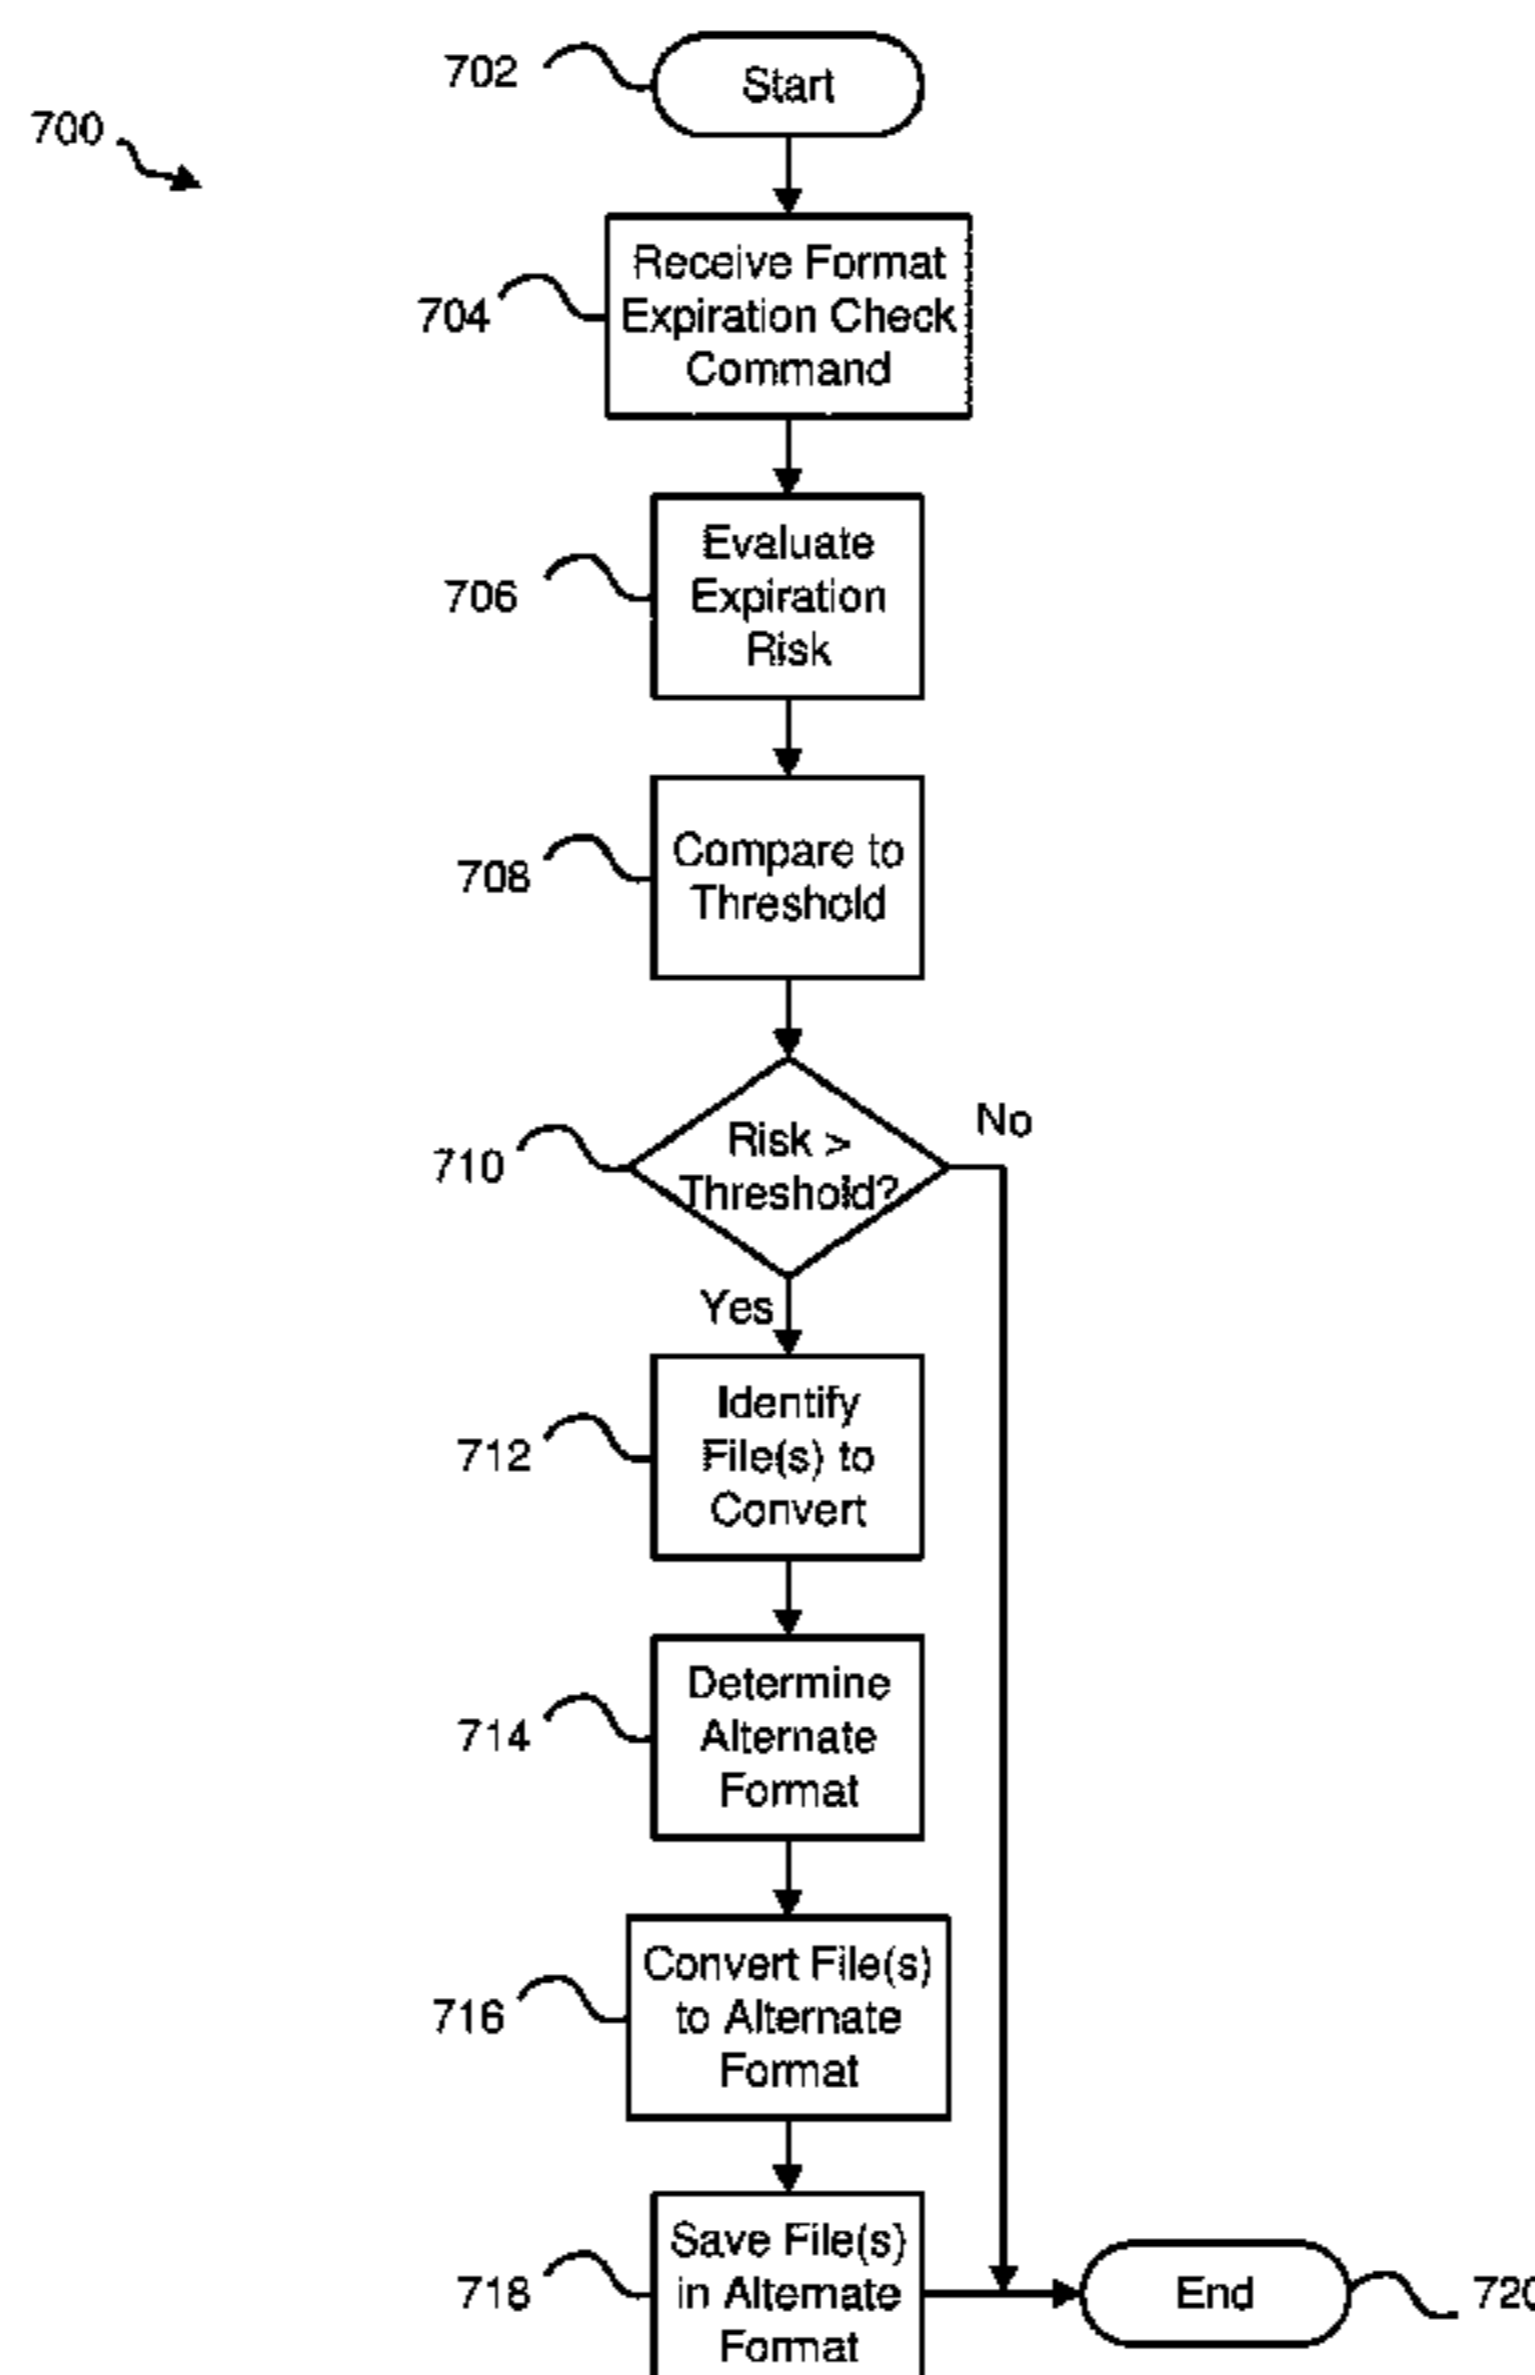 702
Start
700
Receive Format
Expiration Check
Command
704
Evaluate
Expiration
Risk
706
Compare to
Threshold
708
Risk >
Threshold?
710
No
Yes
Identify
File(s) to
Convert
712
Determine
Alternate
Format
714
Convert File(s)
to Alternate
Format
716
Save File(s)
in Alternate
Format
718
End
720